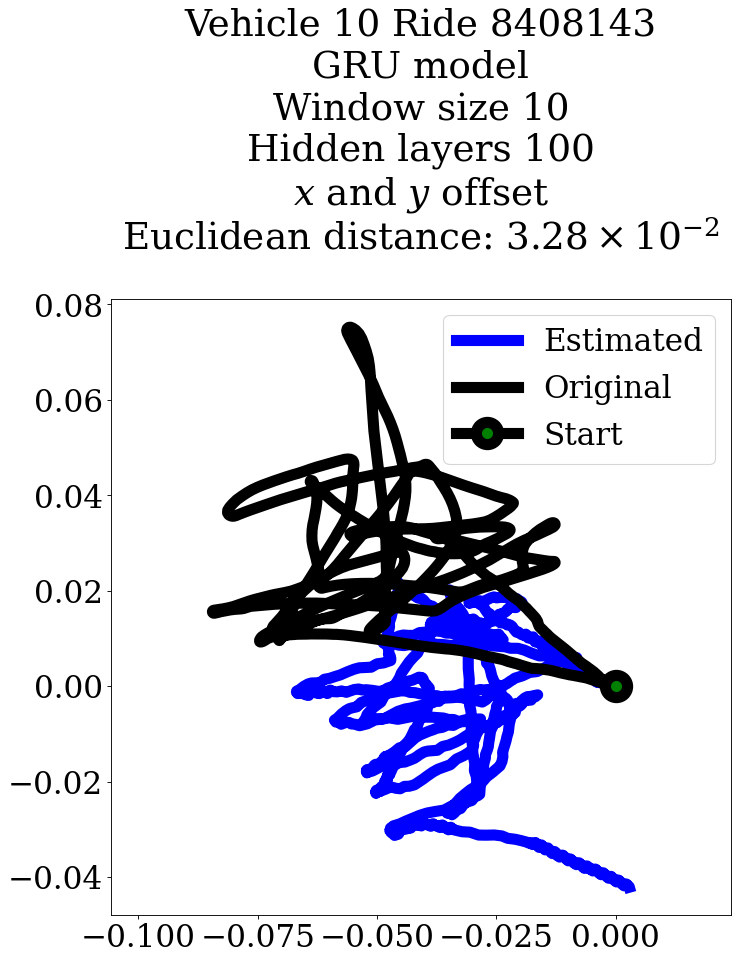 Vehicle 10 Ride 8408143
GRU model
Window size 10
Hidden layers 100
x and y offset
Euclidean distance: 3.28 × 10⁻²
0.08
0.06
0.04
0.02
0.00
−0.02
−0.04
Estimated
Original
Start
−0.100 −0.075 −0.050 −0.025 0.000